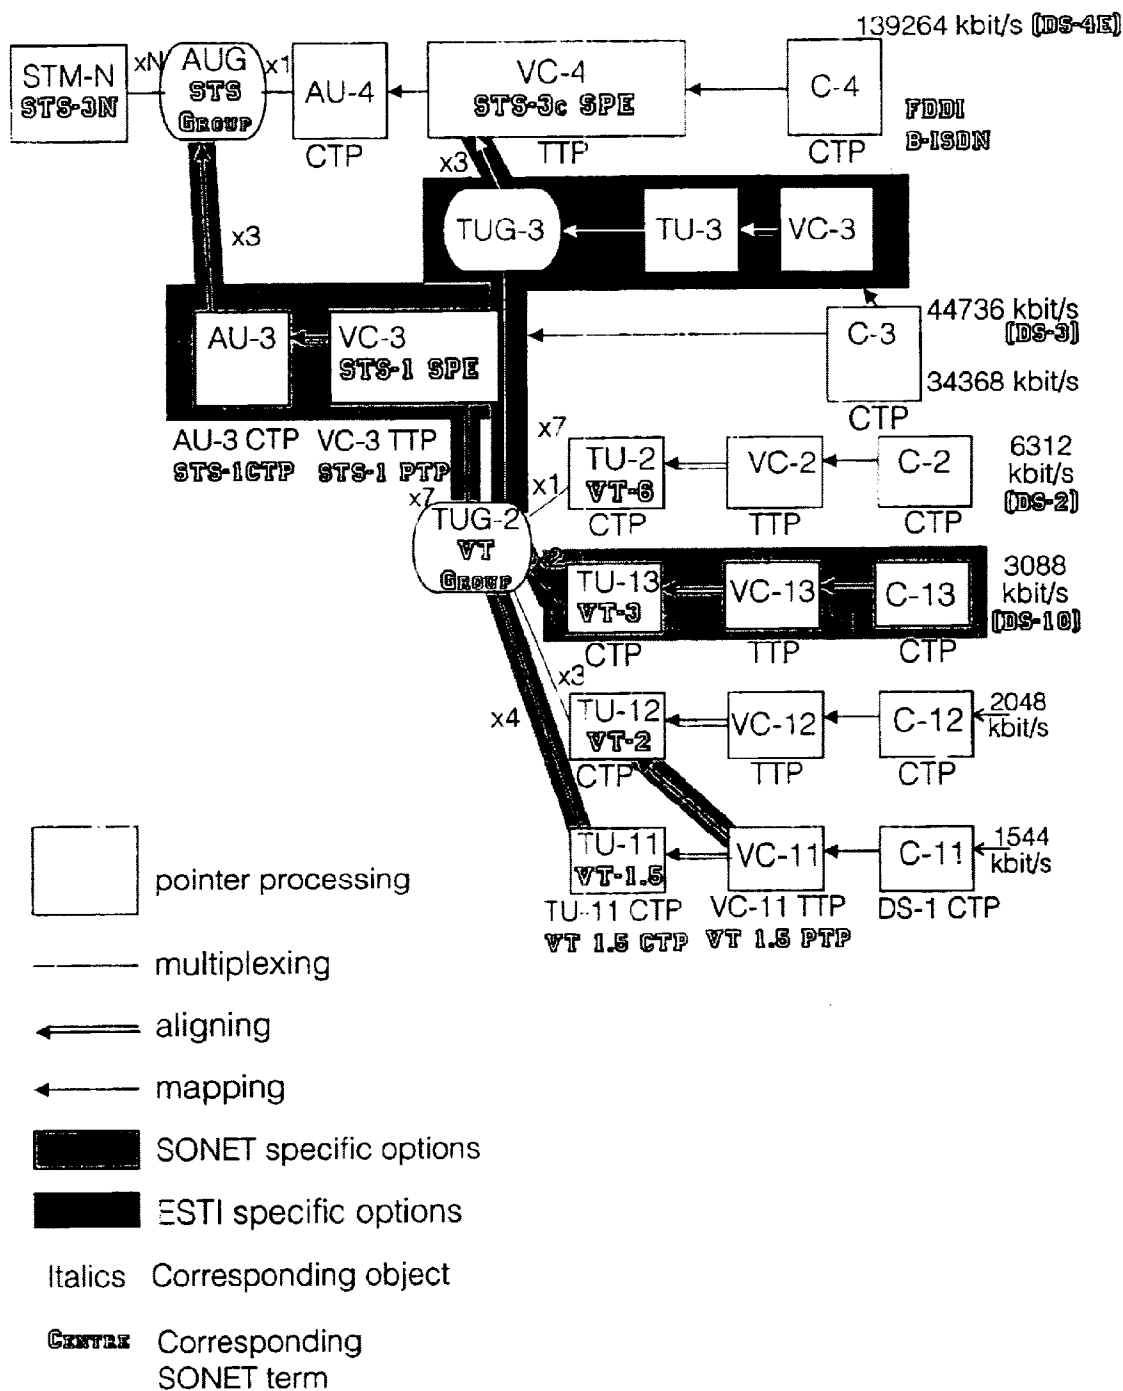 139264 kbit/s (DS-4E)
STM-N
STS-3N
xN
AUG
STS
GROUP
x1
AU-4
CTP
VC-4
STS-3c SPE
TTP
C-4
CTP
FDDI
B-ISDN
x3
TUG-3
TU-3
VC-3
x3
AU-3
VC-3
STS-1 SPE
C-3
CTP
44736 kbit/s
(DS-3)
34368 kbit/s
AU-3 CTP
STS-1CTP
VC-3 TTP
STS-1 PTP
x7
x7
x1
TUG-2
VT
GROUP
TU-2
VT-6
CTP
VC-2
TTP
C-2
CTP
6312
kbit/s
(DS-2)
x2
TU-13
VT-3
CTP
VC-13
TTP
C-13
CTP
3088
kbit/s
(DS-1C)
x3
x4
TU-12
VT-2
CTP
VC-12
TTP
C-12
CTP
2048
kbit/s
TU-11
VT-1.5
TU-11 CTP
VT 1.5 CTP
VC-11
VC-11 TTP
VT 1.5 PTP
C-11
DS-1 CTP
1544
kbit/s
pointer processing
multiplexing
aligning
mapping
SONET specific options
ESTI specific options
Italics Corresponding object
CENTRE Corresponding
SONET term